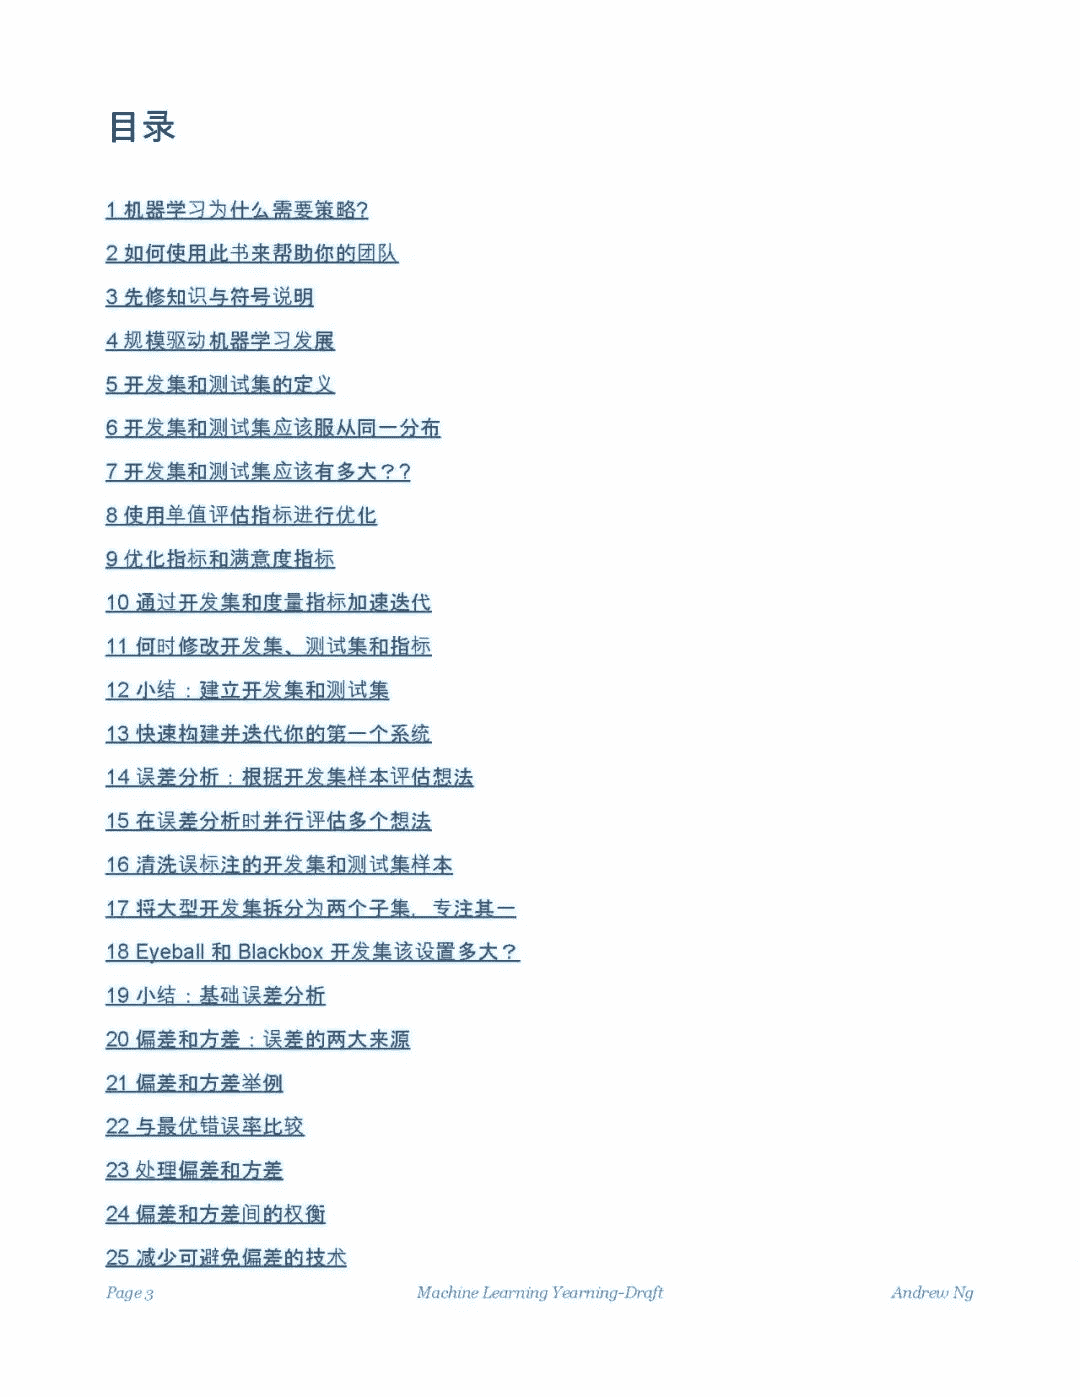 目录
1 机器学习为什么需要策略?
2 如何使用此书来帮助你的团队
3 先修知识与符号说明
4 规模驱动机器学习发展
5 开发集和测试集的定义
6 开发集和测试集应该服从同一分布
7 开发集和测试集应该有多大？?
8 使用单值评估指标进行优化
9 优化指标和满意度指标
10 通过开发集和度量指标加速迭代
11 何时修改开发集、测试集和指标
12 小结：建立开发集和测试集
13 快速构建并迭代你的第一个系统
14 误差分析：根据开发集样本评估想法
15 在误差分析时并行评估多个想法
16 清洗误标注的开发集和测试集样本
17 将大型开发集拆分为两个子集，专注其一
18 Eyeball 和 Blackbox 开发集该设置多大？
19 小结：基础误差分析
20 偏差和方差：误差的两大来源
21 偏差和方差举例
22 与最优错误率比较
23 处理偏差和方差
24 偏差和方差间的权衡
25 减少可避免偏差的技术
Page 3 Machine Learning Yearning-Draft Andrew Ng